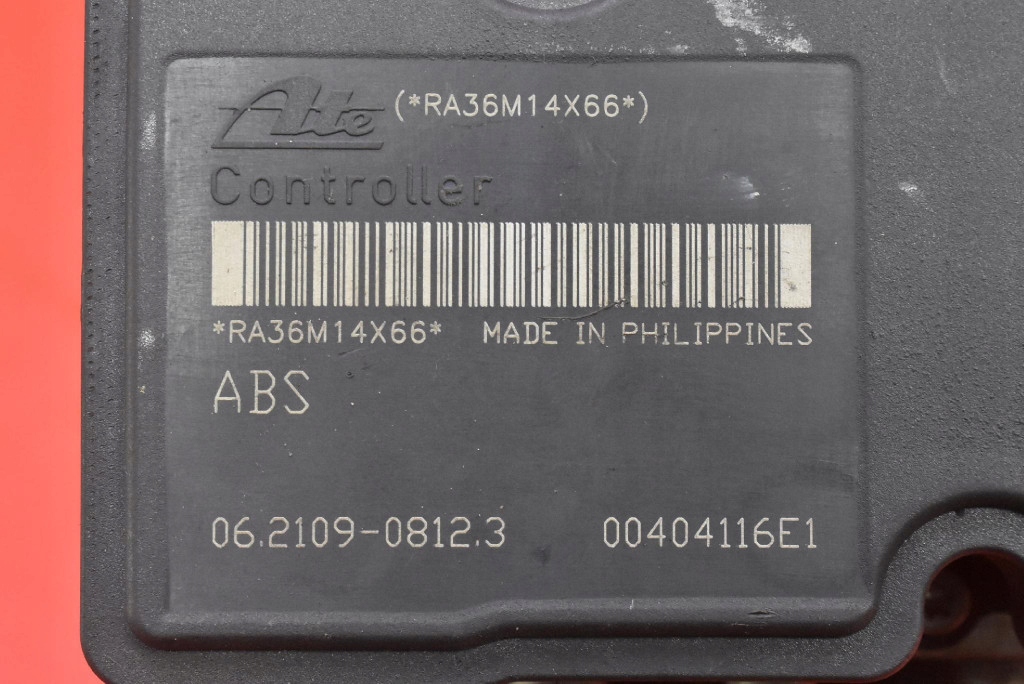 Ate (*RA36M14X66*)
Controller
*RA36M14X66* MADE IN PHILIPPINES
ABS
06.2109-0812.3 00404116E1